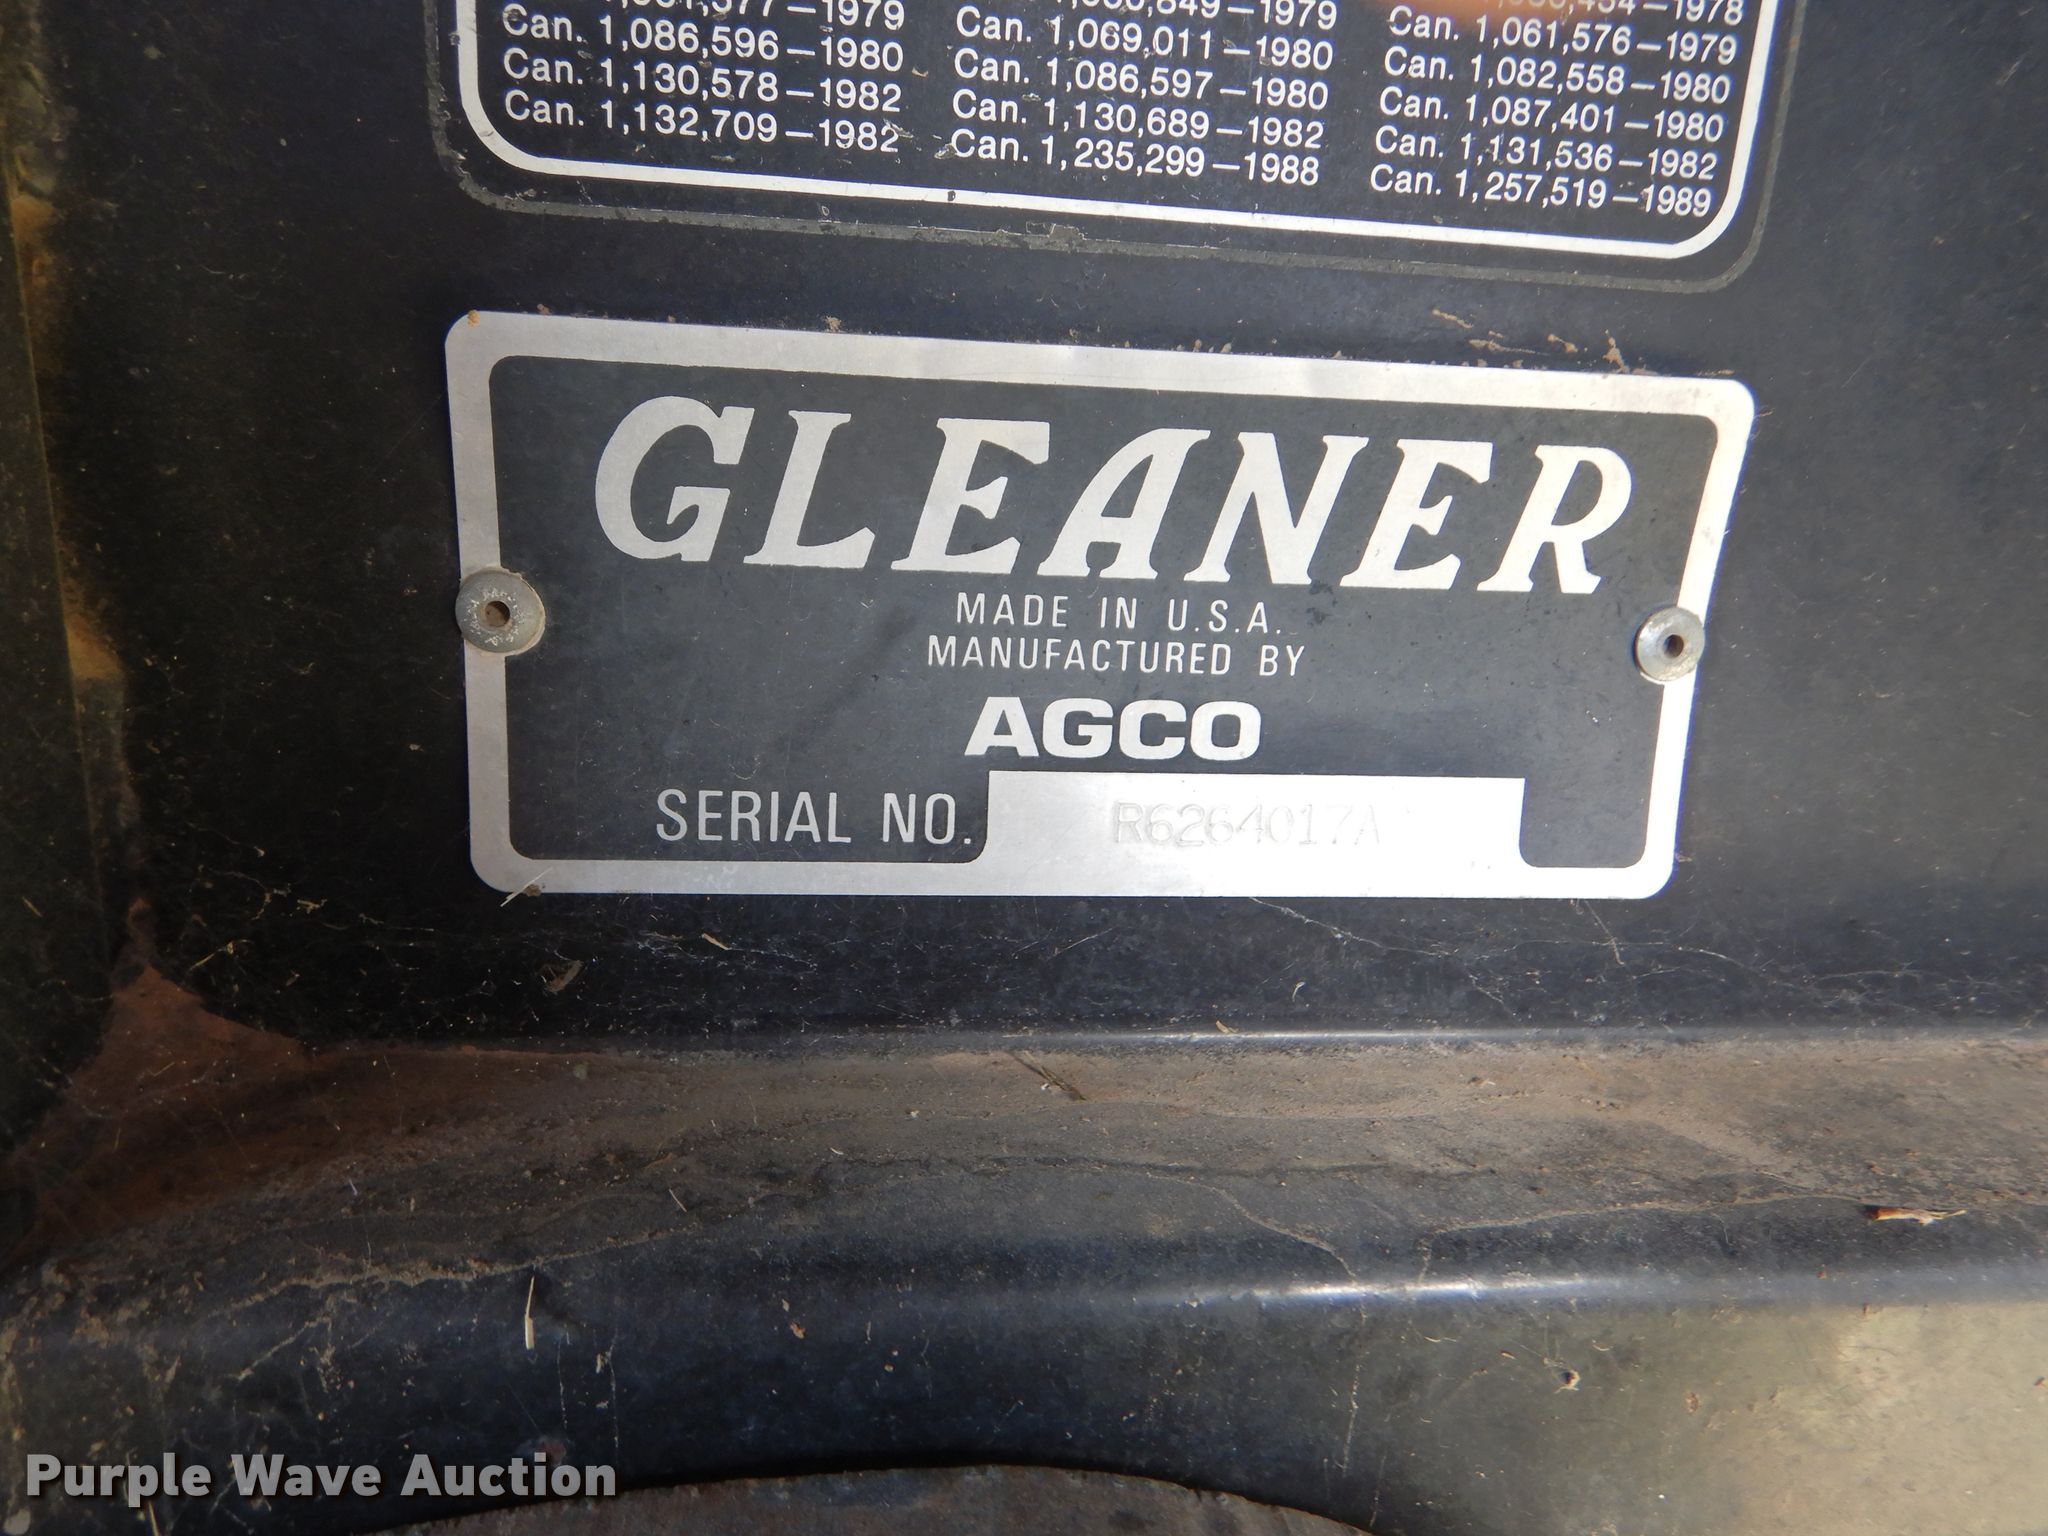 1979 1979 1978
Can. 1,086,596–1980 Can. 1,069,011–1980 Can. 1,061,576–1979
Can. 1,130,578–1982 Can. 1,086,597–1980 Can. 1,082,558–1980
Can. 1,132,709–1982 Can. 1,130,689–1982 Can. 1,087,401–1980
Can. 1,235,299–1988 Can. 1,131,536–1982
Can. 1,257,519–1989
GLEANER
MADE IN U.S.A.
MANUFACTURED BY
AGCO
SERIAL NO. R6264017A
Purple Wave Auction